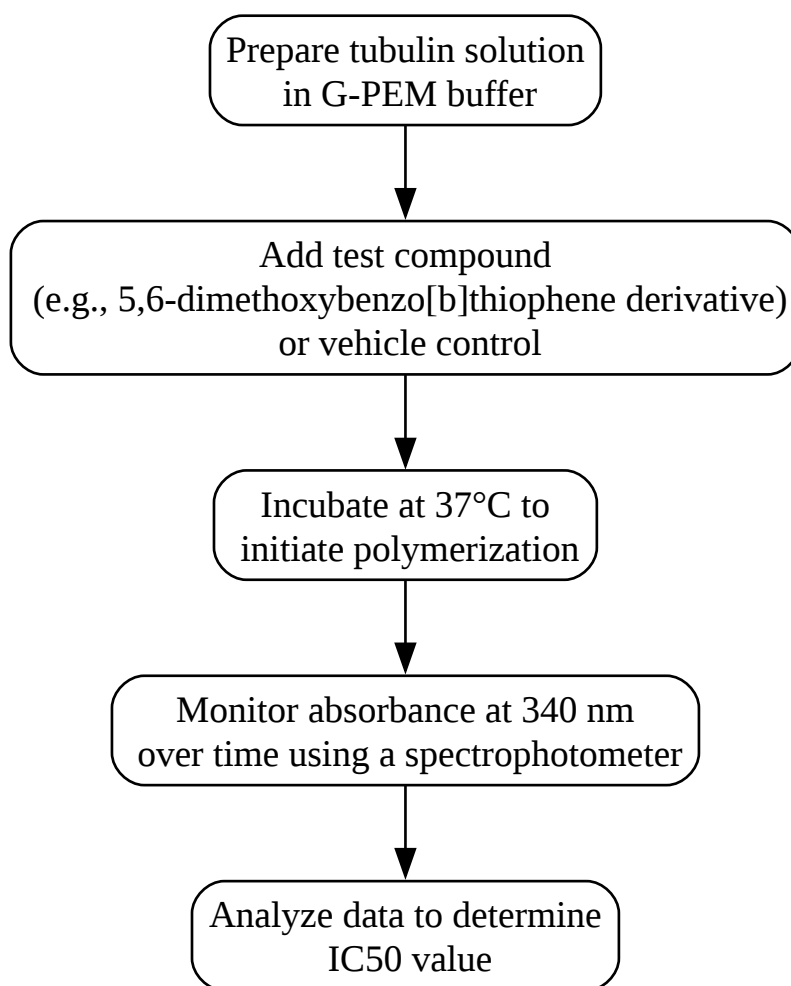 Prepare tubulin solution
in G-PEM buffer
Add test compound
(e.g., 5,6-dimethoxybenzo[b]thiophene derivative)
or vehicle control
Incubate at 37°C to
initiate polymerization
Monitor absorbance at 340 nm
over time using a spectrophotometer
Analyze data to determine
IC50 value